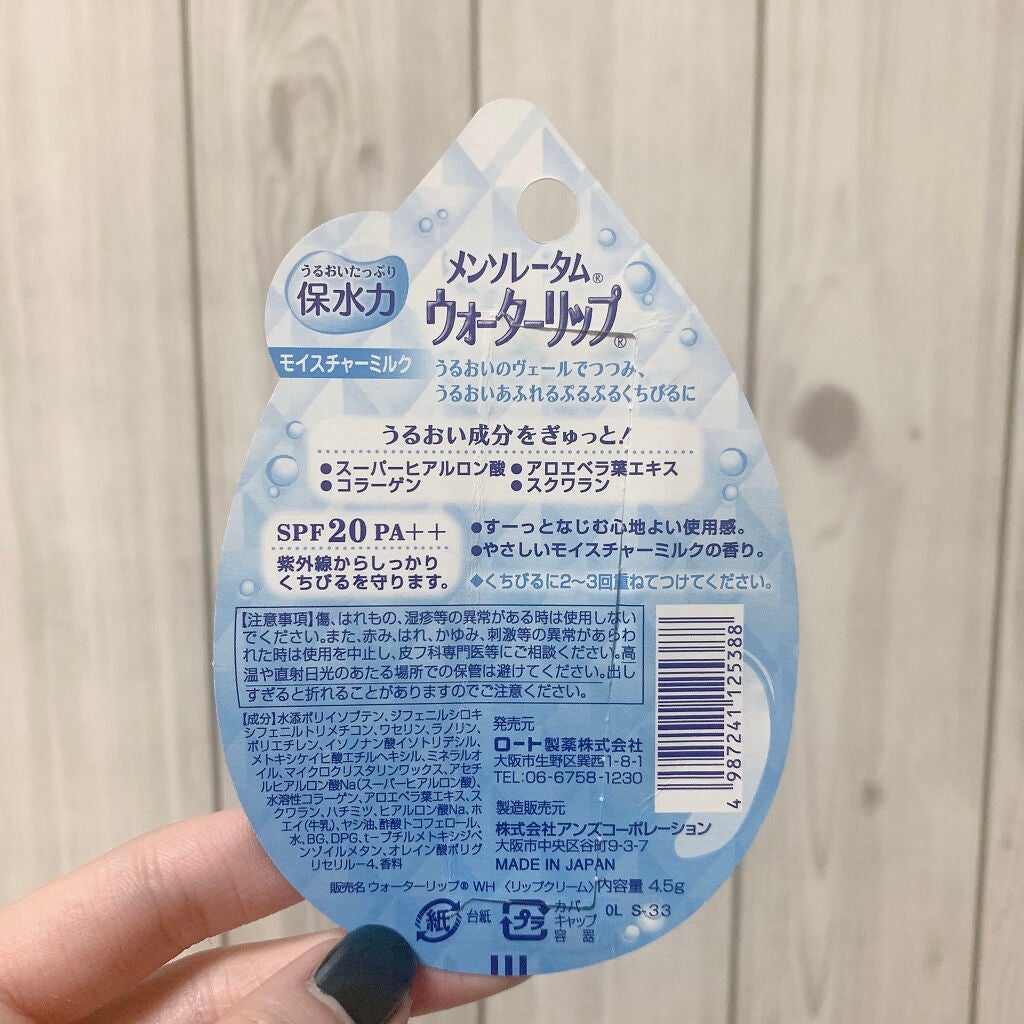 うるおいたっぷり
保水力
モイスチャーミルク
メンソレータム®
ウォーターリップ®
うるおいのヴェールでつつみ、
うるおいあふれるぷるぷるくちびるに
うるおい成分をぎゅっと!
●スーパーヒアルロン酸 ●アロエベラ葉エキス
●コラーゲン ●スクワラン
SPF20 PA++
紫外線からしっかり
くちびるを守ります。
●すーっとなじむ心地よい使用感。
●やさしいモイスチャーミルクの香り。
◆くちびるに2〜3回重ねてつけてください。
【注意事項】傷、はれもの、湿疹等の異常がある時は使用しない
でください。また、赤み、はれ、かゆみ、刺激等の異常があらわ
れた時は使用を中止し、皮フ科専門医等にご相談ください。高
温や直射日光のあたる場所での保管は避けてください。出し
すぎると折れることがありますのでご注意ください。
【成分】水添ポリイソブテン、ジフェニルシロキ
シフェニルトリメチコン、ワセリン、ラノリン、
ポリエチレン、イソノナン酸イソトリデシル、
メトキシケイヒ酸エチルヘキシル、ミネラルオ
イル、マイクロクリスタリンワックス、アセチ
ルヒアルロン酸Na(スーパーヒアルロン酸)、
水溶性コラーゲン、アロエベラ葉エキス、ス
クワラン、ハチミツ、ヒアルロン酸Na、ホ
エイ(牛乳)、ヤシ油、酢酸トコフェロール、
水、BG、DPG、t-ブチルメトキシジベ
ンゾイルメタン、オレイン酸ポリグ
リセリル-4、香料
発売元
ロート製薬株式会社
大阪市生野区巽西1-8-1
TEL:06-6758-1230
製造販売元
株式会社アンズコーポレーション
大阪市中央区谷町9-3-7
MADE IN JAPAN
4 987241 125388
販売名 ウォーターリップ® WH 〈リップクリーム〉内容量 4.5g
紙 台紙 プラ カバー
キャップ
容器
OL S-33